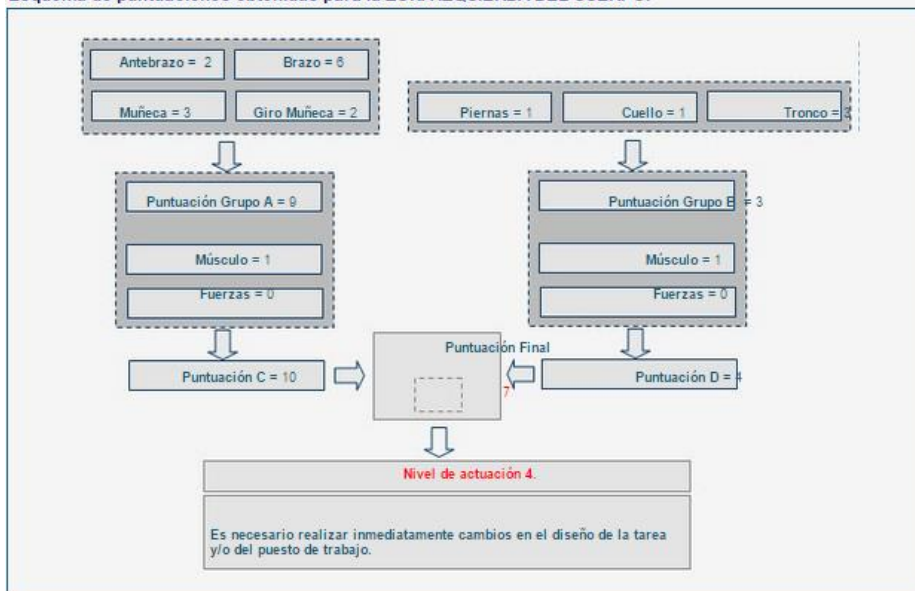 Antebrazo = 2
Brazo = 6
Muñeca = 3
Giro Muñeca = 2
Piernas = 1
Cuello = 1
Tronco = 3
Puntuación Grupo A = 9
Músculo = 1
Fuerzas = 0
Puntuación Grupo B = 3
Músculo = 1
Fuerzas = 0
Puntuación C = 10
Puntuación Final
7
Puntuación D = 4
Nivel de actuación 4.
Es necesario realizar inmediatamente cambios en el diseño de la tarea
y/o del puesto de trabajo.